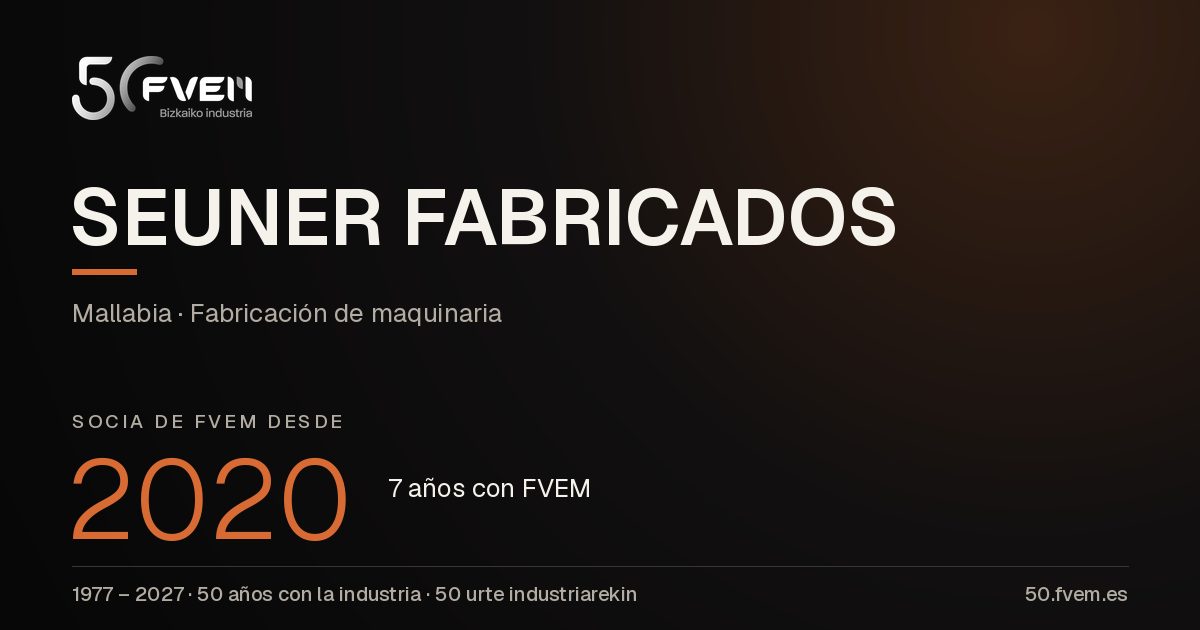 50 FVEM
Bizkaiko industria
SEUNER FABRICADOS
Mallabia · Fabricación de maquinaria
SOCIA DE FVEM DESDE
2020
7 años con FVEM
1977 – 2027 · 50 años con la industria · 50 urte industriarekin
50.fvem.es